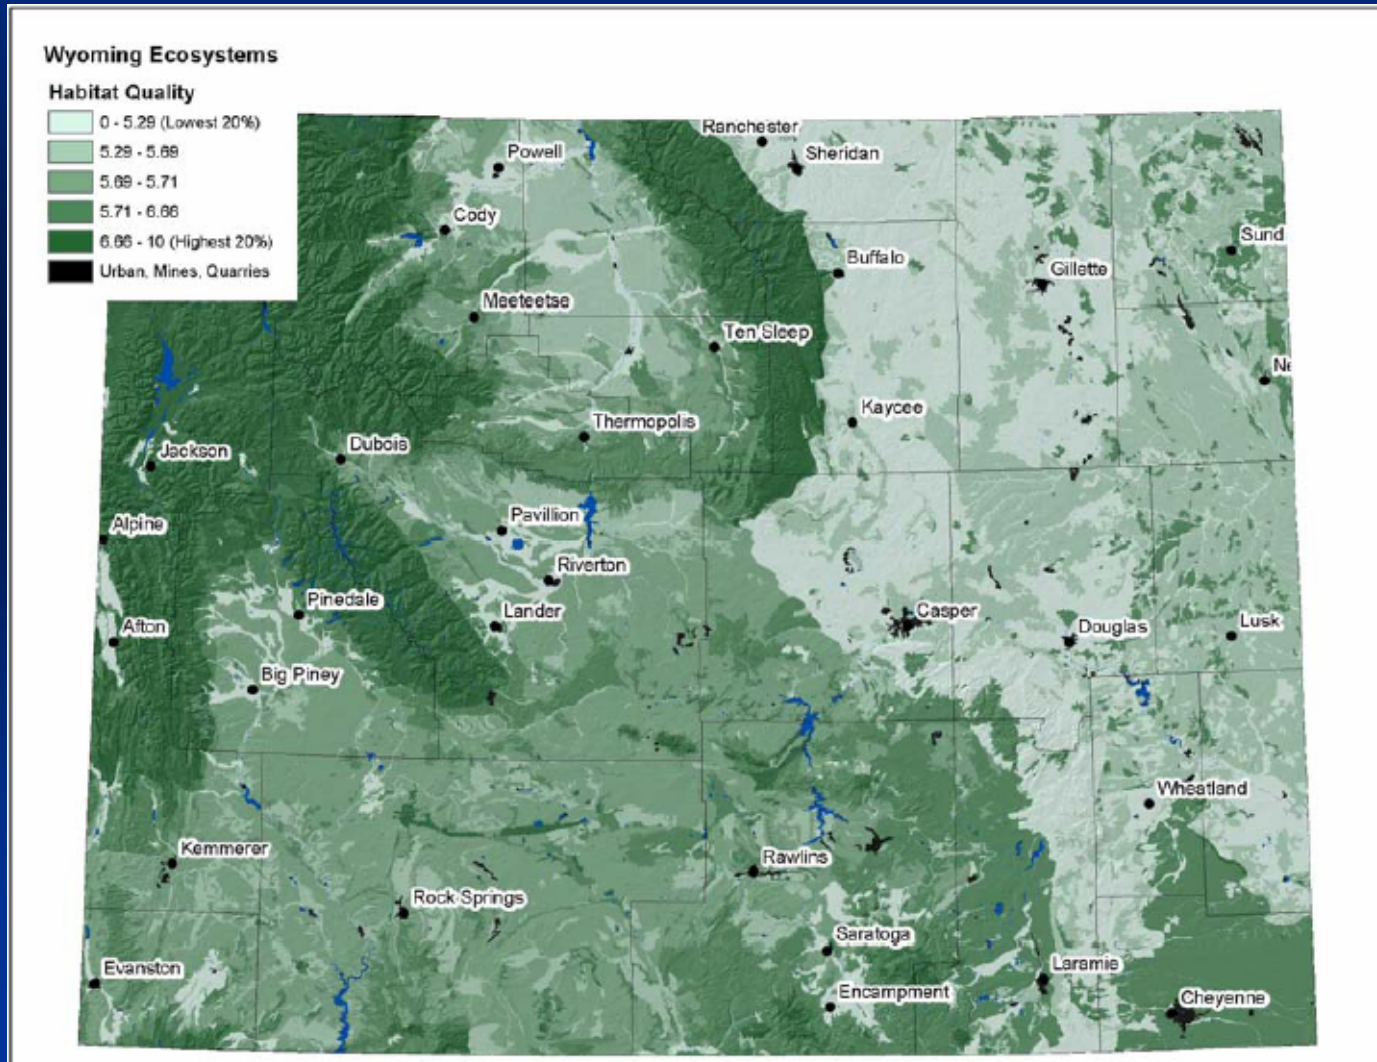 Wyoming Ecosystems
Habitat Quality
0 - 5.29 (Lowest 20%)
5.29 - 5.69
5.69 - 5.71
5.71 - 6.66
6.66 - 10 (Highest 20%)
Urban, Mines, Quarries
Ranchester
Powell
Sheridan
Cody
Sund
Buffalo
Gillette
Meeteetse
Ten Sleep
Ne
Kaycee
Thermopolis
Dubois
Jackson
Pavillion
Alpine
Riverton
Pinedale
Lander
Casper
Afton
Douglas
Lusk
Big Piney
Wheatland
Kemmerer
Rawlins
Rock Springs
Saratoga
Evanston
Laramie
Encampment
Cheyenne